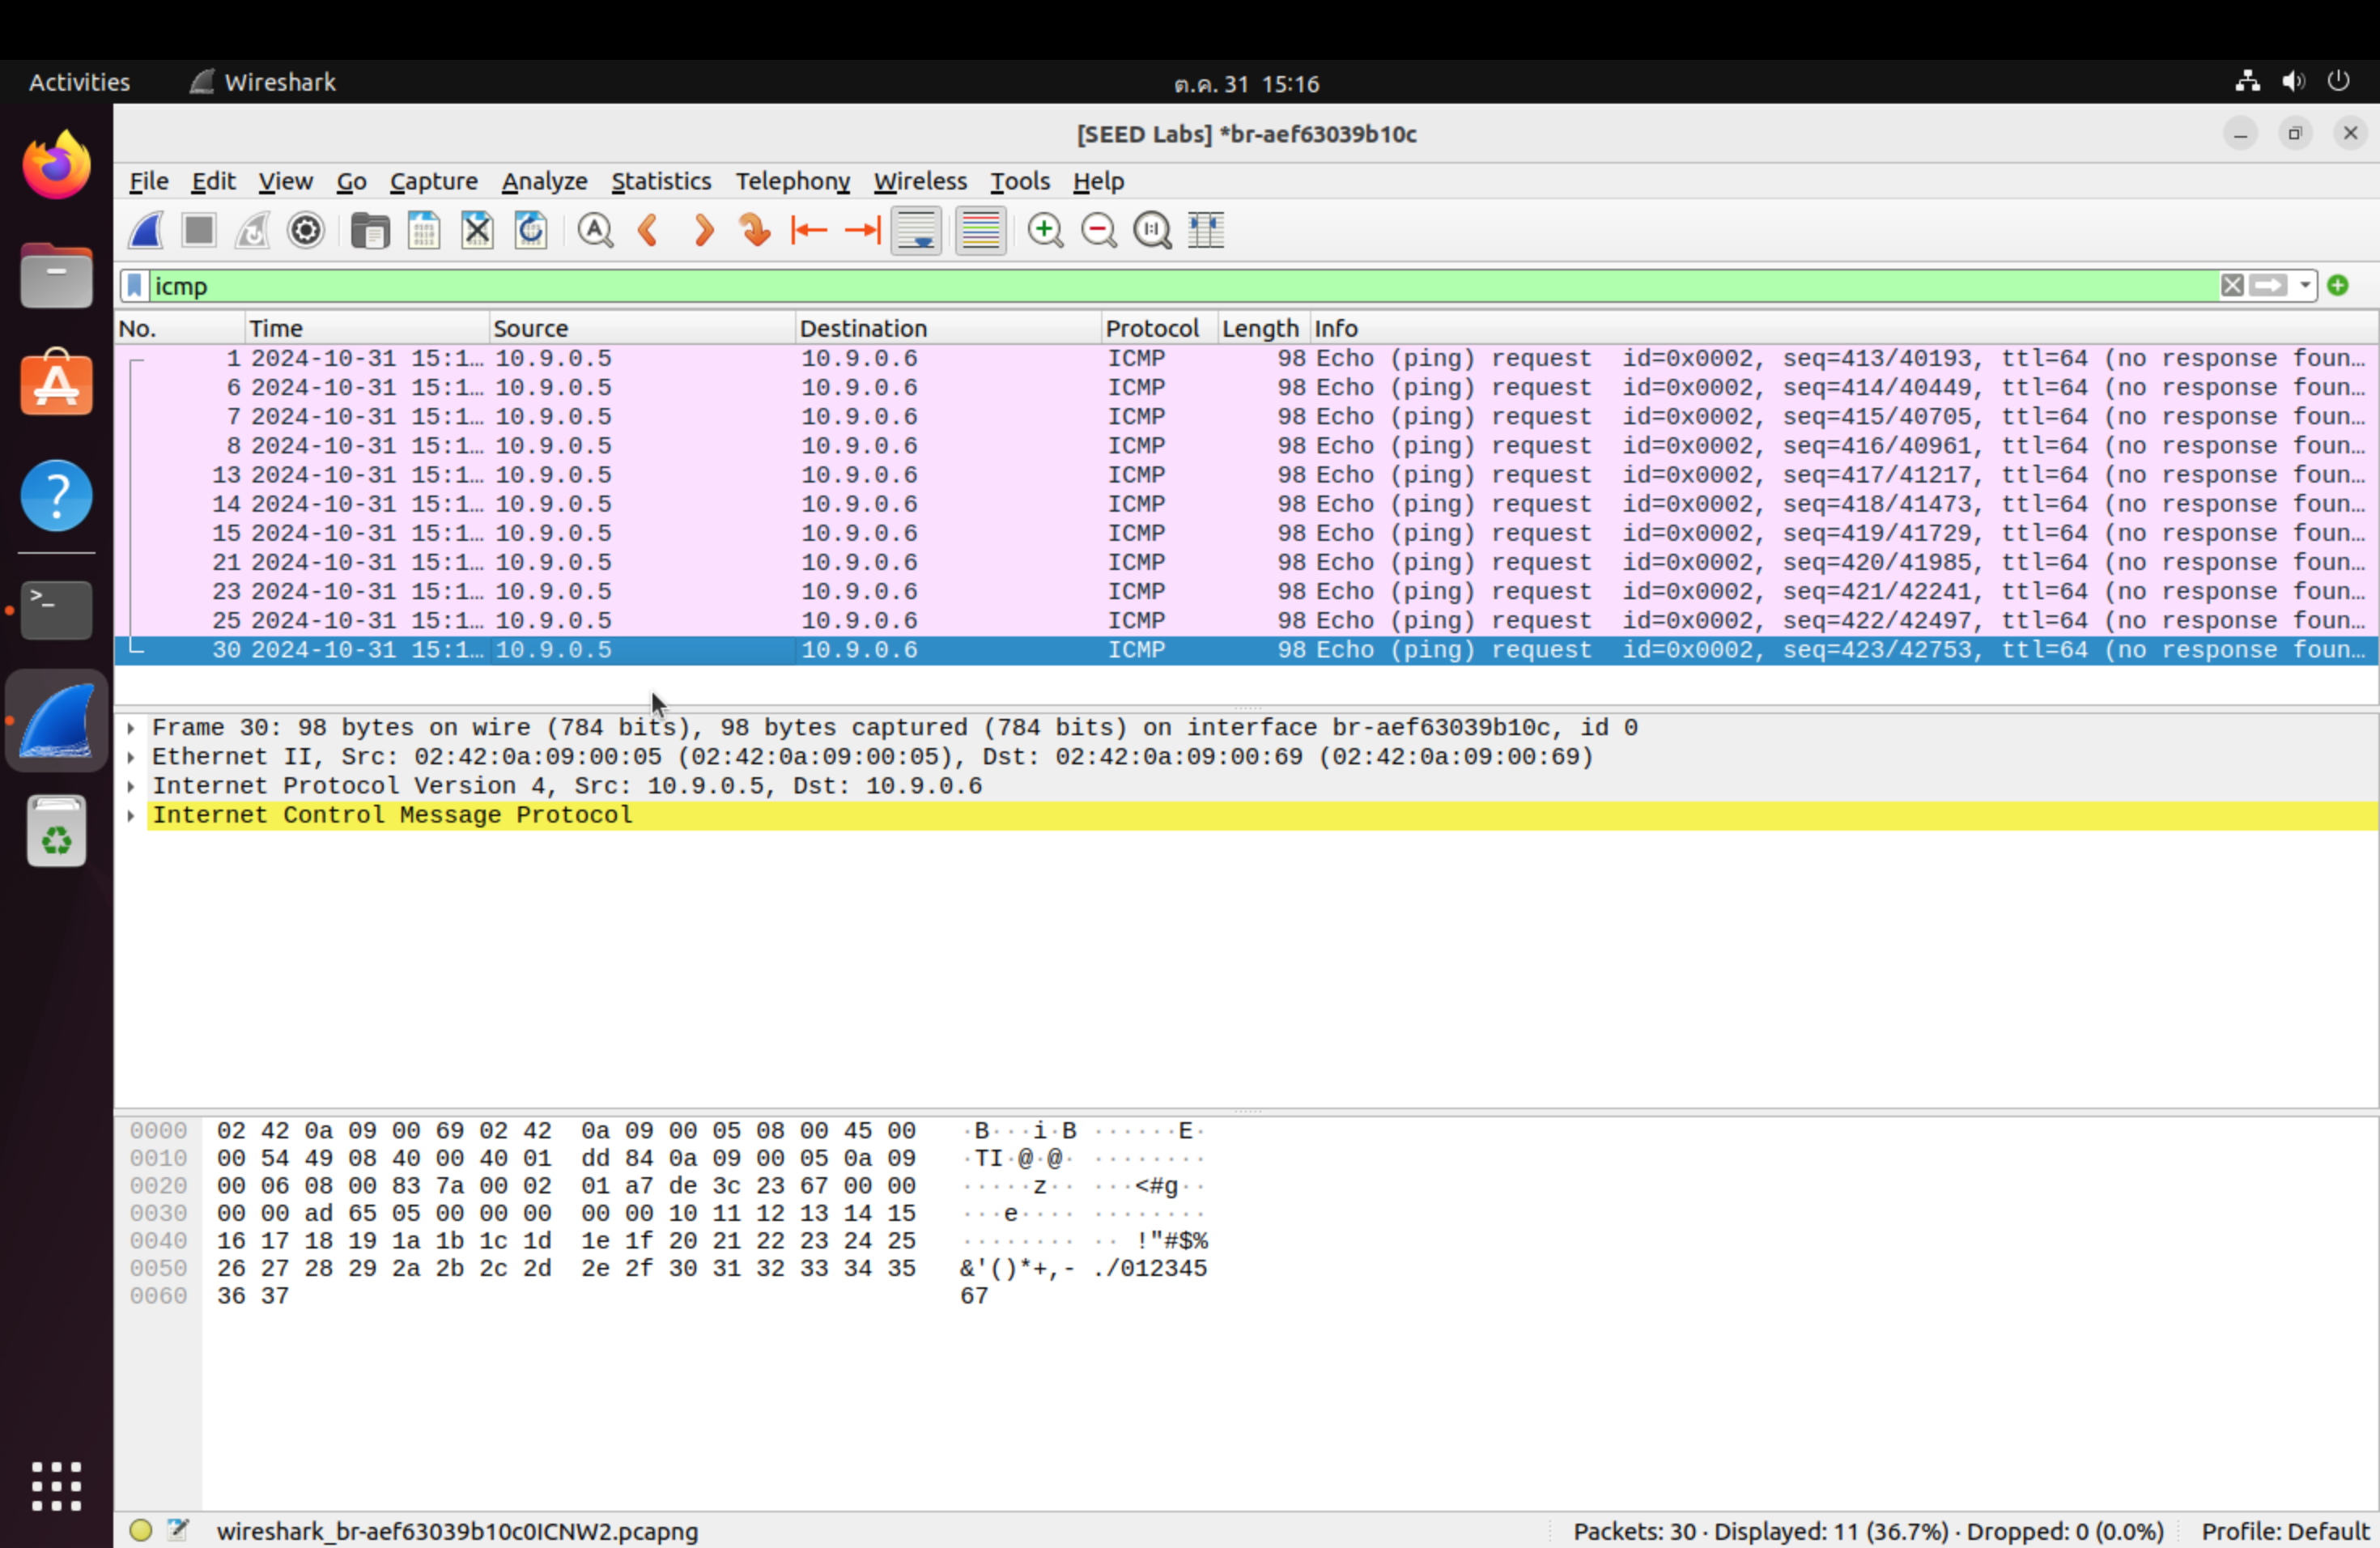 Activities Wireshark ต.ค. 31 15:16
[SEED Labs] *br-aef63039b10c
File Edit View Go Capture Analyze Statistics Telephony Wireless Tools Help
icmp
No. Time Source Destination Protocol Length Info
1 2024-10-31 15:1… 10.9.0.5 10.9.0.6 ICMP 98 Echo (ping) request id=0x0002, seq=413/40193, ttl=64 (no response foun…
6 2024-10-31 15:1… 10.9.0.5 10.9.0.6 ICMP 98 Echo (ping) request id=0x0002, seq=414/40449, ttl=64 (no response foun…
7 2024-10-31 15:1… 10.9.0.5 10.9.0.6 ICMP 98 Echo (ping) request id=0x0002, seq=415/40705, ttl=64 (no response foun…
8 2024-10-31 15:1… 10.9.0.5 10.9.0.6 ICMP 98 Echo (ping) request id=0x0002, seq=416/40961, ttl=64 (no response foun…
13 2024-10-31 15:1… 10.9.0.5 10.9.0.6 ICMP 98 Echo (ping) request id=0x0002, seq=417/41217, ttl=64 (no response foun…
14 2024-10-31 15:1… 10.9.0.5 10.9.0.6 ICMP 98 Echo (ping) request id=0x0002, seq=418/41473, ttl=64 (no response foun…
15 2024-10-31 15:1… 10.9.0.5 10.9.0.6 ICMP 98 Echo (ping) request id=0x0002, seq=419/41729, ttl=64 (no response foun…
21 2024-10-31 15:1… 10.9.0.5 10.9.0.6 ICMP 98 Echo (ping) request id=0x0002, seq=420/41985, ttl=64 (no response foun…
23 2024-10-31 15:1… 10.9.0.5 10.9.0.6 ICMP 98 Echo (ping) request id=0x0002, seq=421/42241, ttl=64 (no response foun…
25 2024-10-31 15:1… 10.9.0.5 10.9.0.6 ICMP 98 Echo (ping) request id=0x0002, seq=422/42497, ttl=64 (no response foun…
30 2024-10-31 15:1… 10.9.0.5 10.9.0.6 ICMP 98 Echo (ping) request id=0x0002, seq=423/42753, ttl=64 (no response foun…
Frame 30: 98 bytes on wire (784 bits), 98 bytes captured (784 bits) on interface br-aef63039b10c, id 0
Ethernet II, Src: 02:42:0a:09:00:05 (02:42:0a:09:00:05), Dst: 02:42:0a:09:00:69 (02:42:0a:09:00:69)
Internet Protocol Version 4, Src: 10.9.0.5, Dst: 10.9.0.6
Internet Control Message Protocol
0000 02 42 0a 09 00 69 02 42 0a 09 00 05 08 00 45 00 ·B···i·B ······E·
0010 00 54 49 08 40 00 40 01 dd 84 0a 09 00 05 0a 09 ·TI·@·@· ········
0020 00 06 08 00 83 7a 00 02 01 a7 de 3c 23 67 00 00 ·····z·· ···<#g··
0030 00 00 ad 65 05 00 00 00 00 00 10 11 12 13 14 15 ···e···· ········
0040 16 17 18 19 1a 1b 1c 1d 1e 1f 20 21 22 23 24 25 ········ ·· !"#$%
0050 26 27 28 29 2a 2b 2c 2d 2e 2f 30 31 32 33 34 35 &'()*+,- ./012345
0060 36 37 67
wireshark_br-aef63039b10c0ICNW2.pcapng Packets: 30 · Displayed: 11 (36.7%) · Dropped: 0 (0.0%) Profile: Default